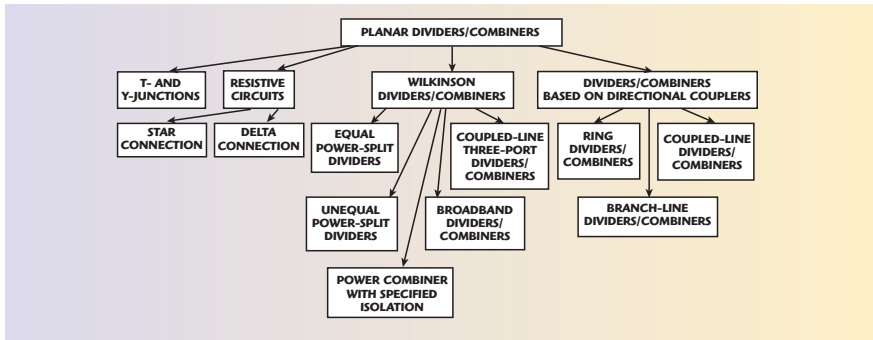 PLANAR DIVIDERS/COMBINERS
T- AND
Y-JUNCTIONS
RESISTIVE
CIRCUITS
WILKINSON
DIVIDERS/COMBINERS
DIVIDERS/COMBINERS
BASED ON DIRECTIONAL COUPLERS
STAR
CONNECTION
DELTA
CONNECTION
EQUAL
POWER-SPLIT
DIVIDERS
COUPLED-LINE
THREE-PORT
DIVIDERS/
COMBINERS
RING
DIVIDERS/
COMBINERS
COUPLED-LINE
DIVIDERS/
COMBINERS
UNEQUAL
POWER-SPLIT
DIVIDERS
BROADBAND
DIVIDERS/
COMBINERS
BRANCH-LINE
DIVIDERS/COMBINERS
POWER COMBINER
WITH SPECIFIED
ISOLATION